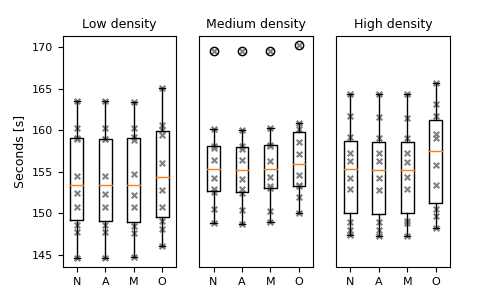 Low density
Medium density
High density
Seconds [s]
170
165
160
155
150
145
N A M O
N A M O
N A M O